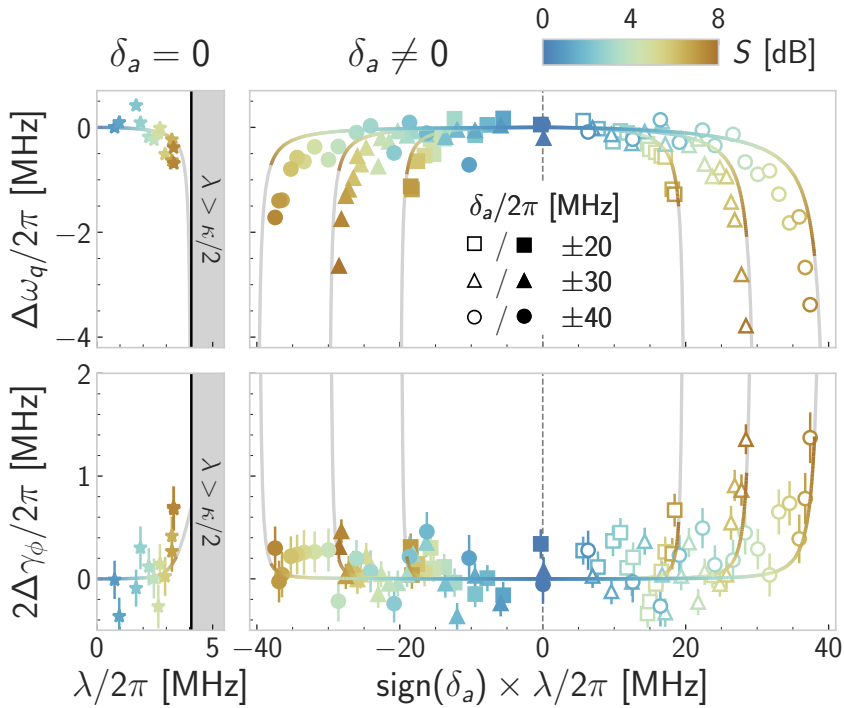 0 4 8
δₐ = 0 δₐ ≠ 0 S [dB]
Δω_q/2π [MHz]
0
−2
−4
λ > κ/2
δₐ/2π [MHz]
□/■ ±20
△/▲ ±30
○/● ±40
2Δγ_ϕ/2π [MHz]
2
1
0
λ > κ/2
0 5 −40 −20 0 20 40
λ/2π [MHz] sign(δₐ) × λ/2π [MHz]